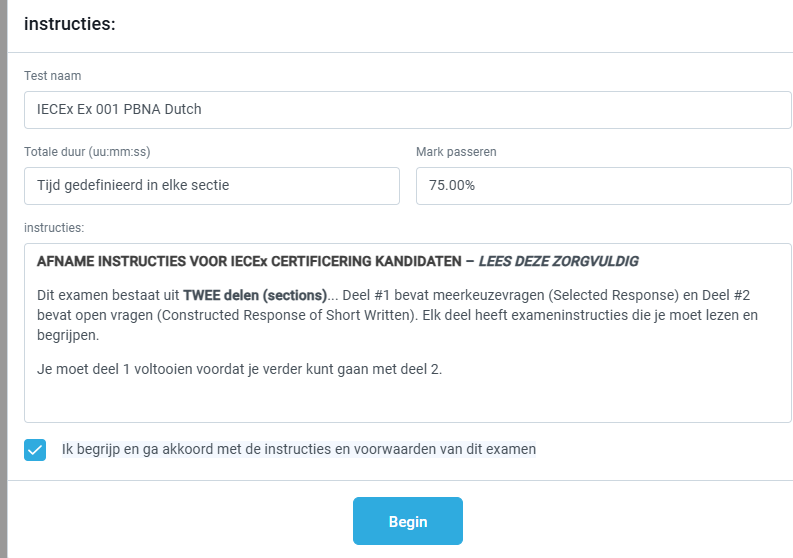 instructies:
Test naam
IECEx Ex 001 PBNA Dutch
Totale duur (uu:mm:ss)
Mark passeren
Tijd gedefinieerd in elke sectie
75.00%
instructies:
AFNAME INSTRUCTIES VOOR IECEx CERTIFICERING KANDIDATEN – LEES DEZE ZORGVULDIG
Dit examen bestaat uit TWEE delen (sections)... Deel #1 bevat meerkeuzevragen (Selected Response) en Deel #2
bevat open vragen (Constructed Response of Short Written). Elk deel heeft exameninstructies die je moet lezen en
begrijpen.
Je moet deel 1 voltooien voordat je verder kunt gaan met deel 2.
Ik begrijp en ga akkoord met de instructies en voorwaarden van dit examen
Begin